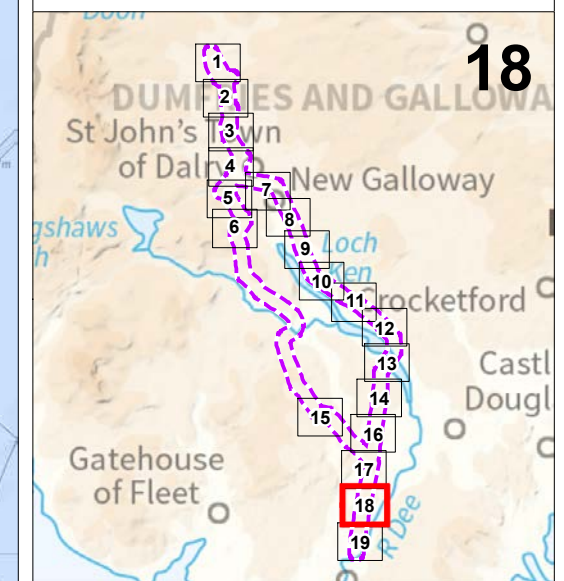 Doon
18
1
DUMFRIES AND GALLOWA
2
3
St John's Town
of Dalry
4
7
New Galloway
5
8
6
gshaws
h
9
Loch
Ken
10
11
Crocketford
12
13
Castl
Dougl
14
15
16
Gatehouse
of Fleet
17
18
R Dee
19